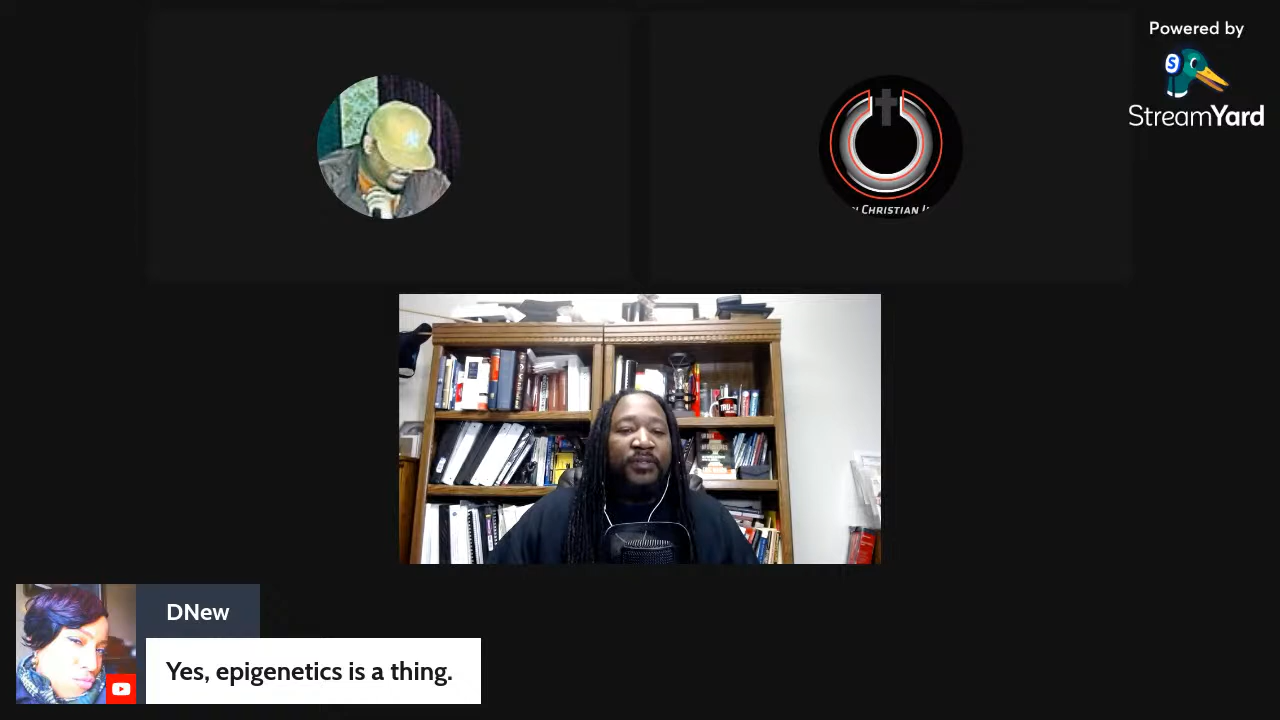 Powered by
S
StreamYard
CHRISTIAN
DNew
Yes, epigenetics is a thing.